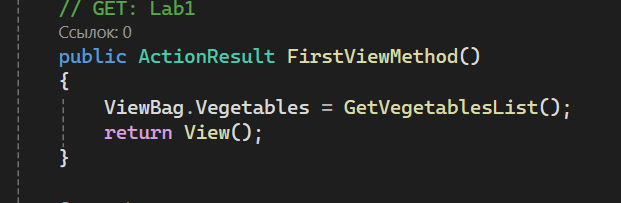 // GET: Lab1
Ссылок: 0
public ActionResult FirstViewMethod()
{
ViewBag.Vegetables = GetVegetablesList();
return View();
}